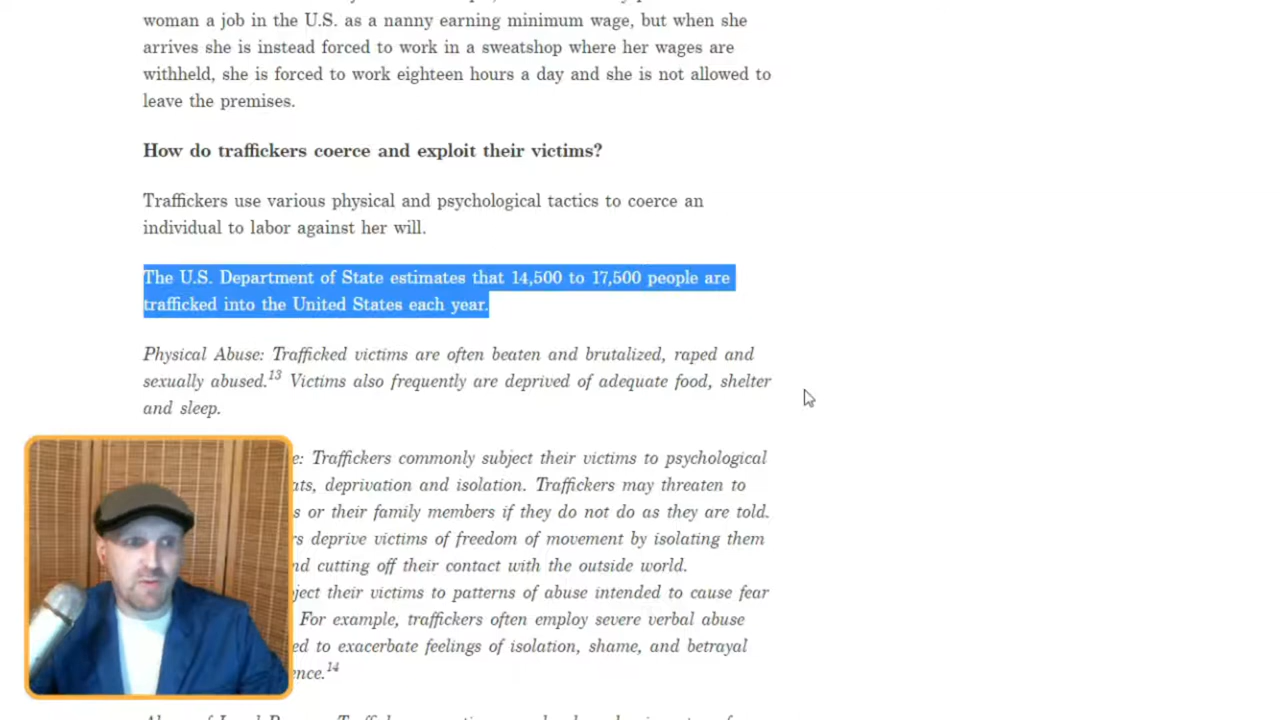 woman a job in the U.S. as a nanny earning minimum wage, but when she
arrives she is instead forced to work in a sweatshop where her wages are
withheld, she is forced to work eighteen hours a day and she is not allowed to
leave the premises.
How do traffickers coerce and exploit their victims?
Traffickers use various physical and psychological tactics to coerce an
individual to labor against her will.
The U.S. Department of State estimates that 14,500 to 17,500 people are
trafficked into the United States each year.
Physical Abuse: Trafficked victims are often beaten and brutalized, raped and
sexually abused.13 Victims also frequently are deprived of adequate food, shelter
and sleep.
e: Traffickers commonly subject their victims to psychological
ats, deprivation and isolation. Traffickers may threaten to
s or their family members if they do not do as they are told.
rs deprive victims of freedom of movement by isolating them
nd cutting off their contact with the outside world.
ject their victims to patterns of abuse intended to cause fear
For example, traffickers often employ severe verbal abuse
ed to exacerbate feelings of isolation, shame, and betrayal
ence.14